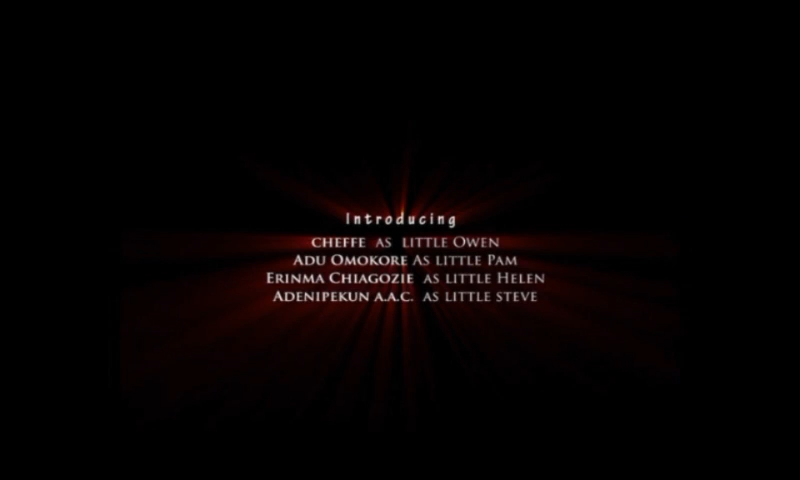 Introducing
CHEFFE AS LITTLE OWEN
ADU OMOKORE AS LITTLE PAM
ERINMA CHIAGOZIE AS LITTLE HELEN
ADENIPEKUN A.A.C. AS LITTLE STEVE